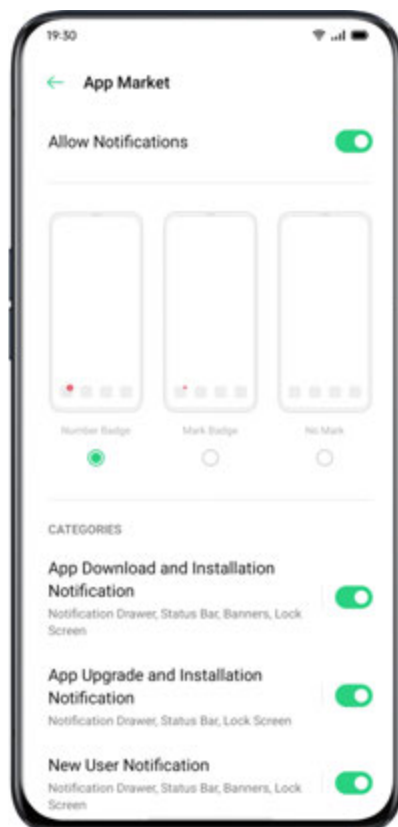 19:30
App Market
Allow Notifications
Number Badge
Mark Badge
No Mark
CATEGORIES
App Download and Installation
Notification
Notification Drawer, Status Bar, Banners, Lock
Screen
App Upgrade and Installation
Notification
Notification Drawer, Status Bar, Lock Screen
New User Notification
Notification Drawer, Status Bar, Banners, Lock
Screen